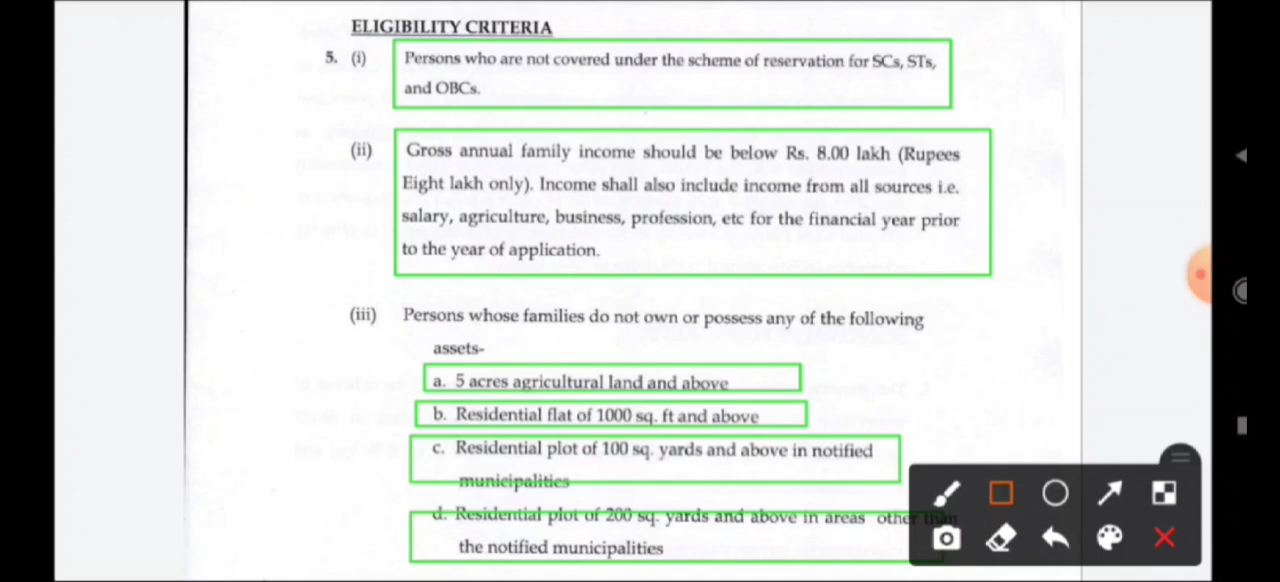 ELIGIBILITY CRITERIA
5. (i) Persons who are not covered under the scheme of reservation for SCs, STs,
and OBCs.
(ii) Gross annual family income should be below Rs. 8.00 lakh (Rupees
Eight lakh only). Income shall also include income from all sources i.e.
salary, agriculture, business, profession, etc for the financial year prior
to the year of application.
(iii) Persons whose families do not own or possess any of the following
assets-
a. 5 acres agricultural land and above
b. Residential flat of 1000 sq. ft and above
c. Residential plot of 100 sq. yards and above in notified
municipalities
d. Residential plot of 200 sq. yards and above in areas other than
the notified municipalities